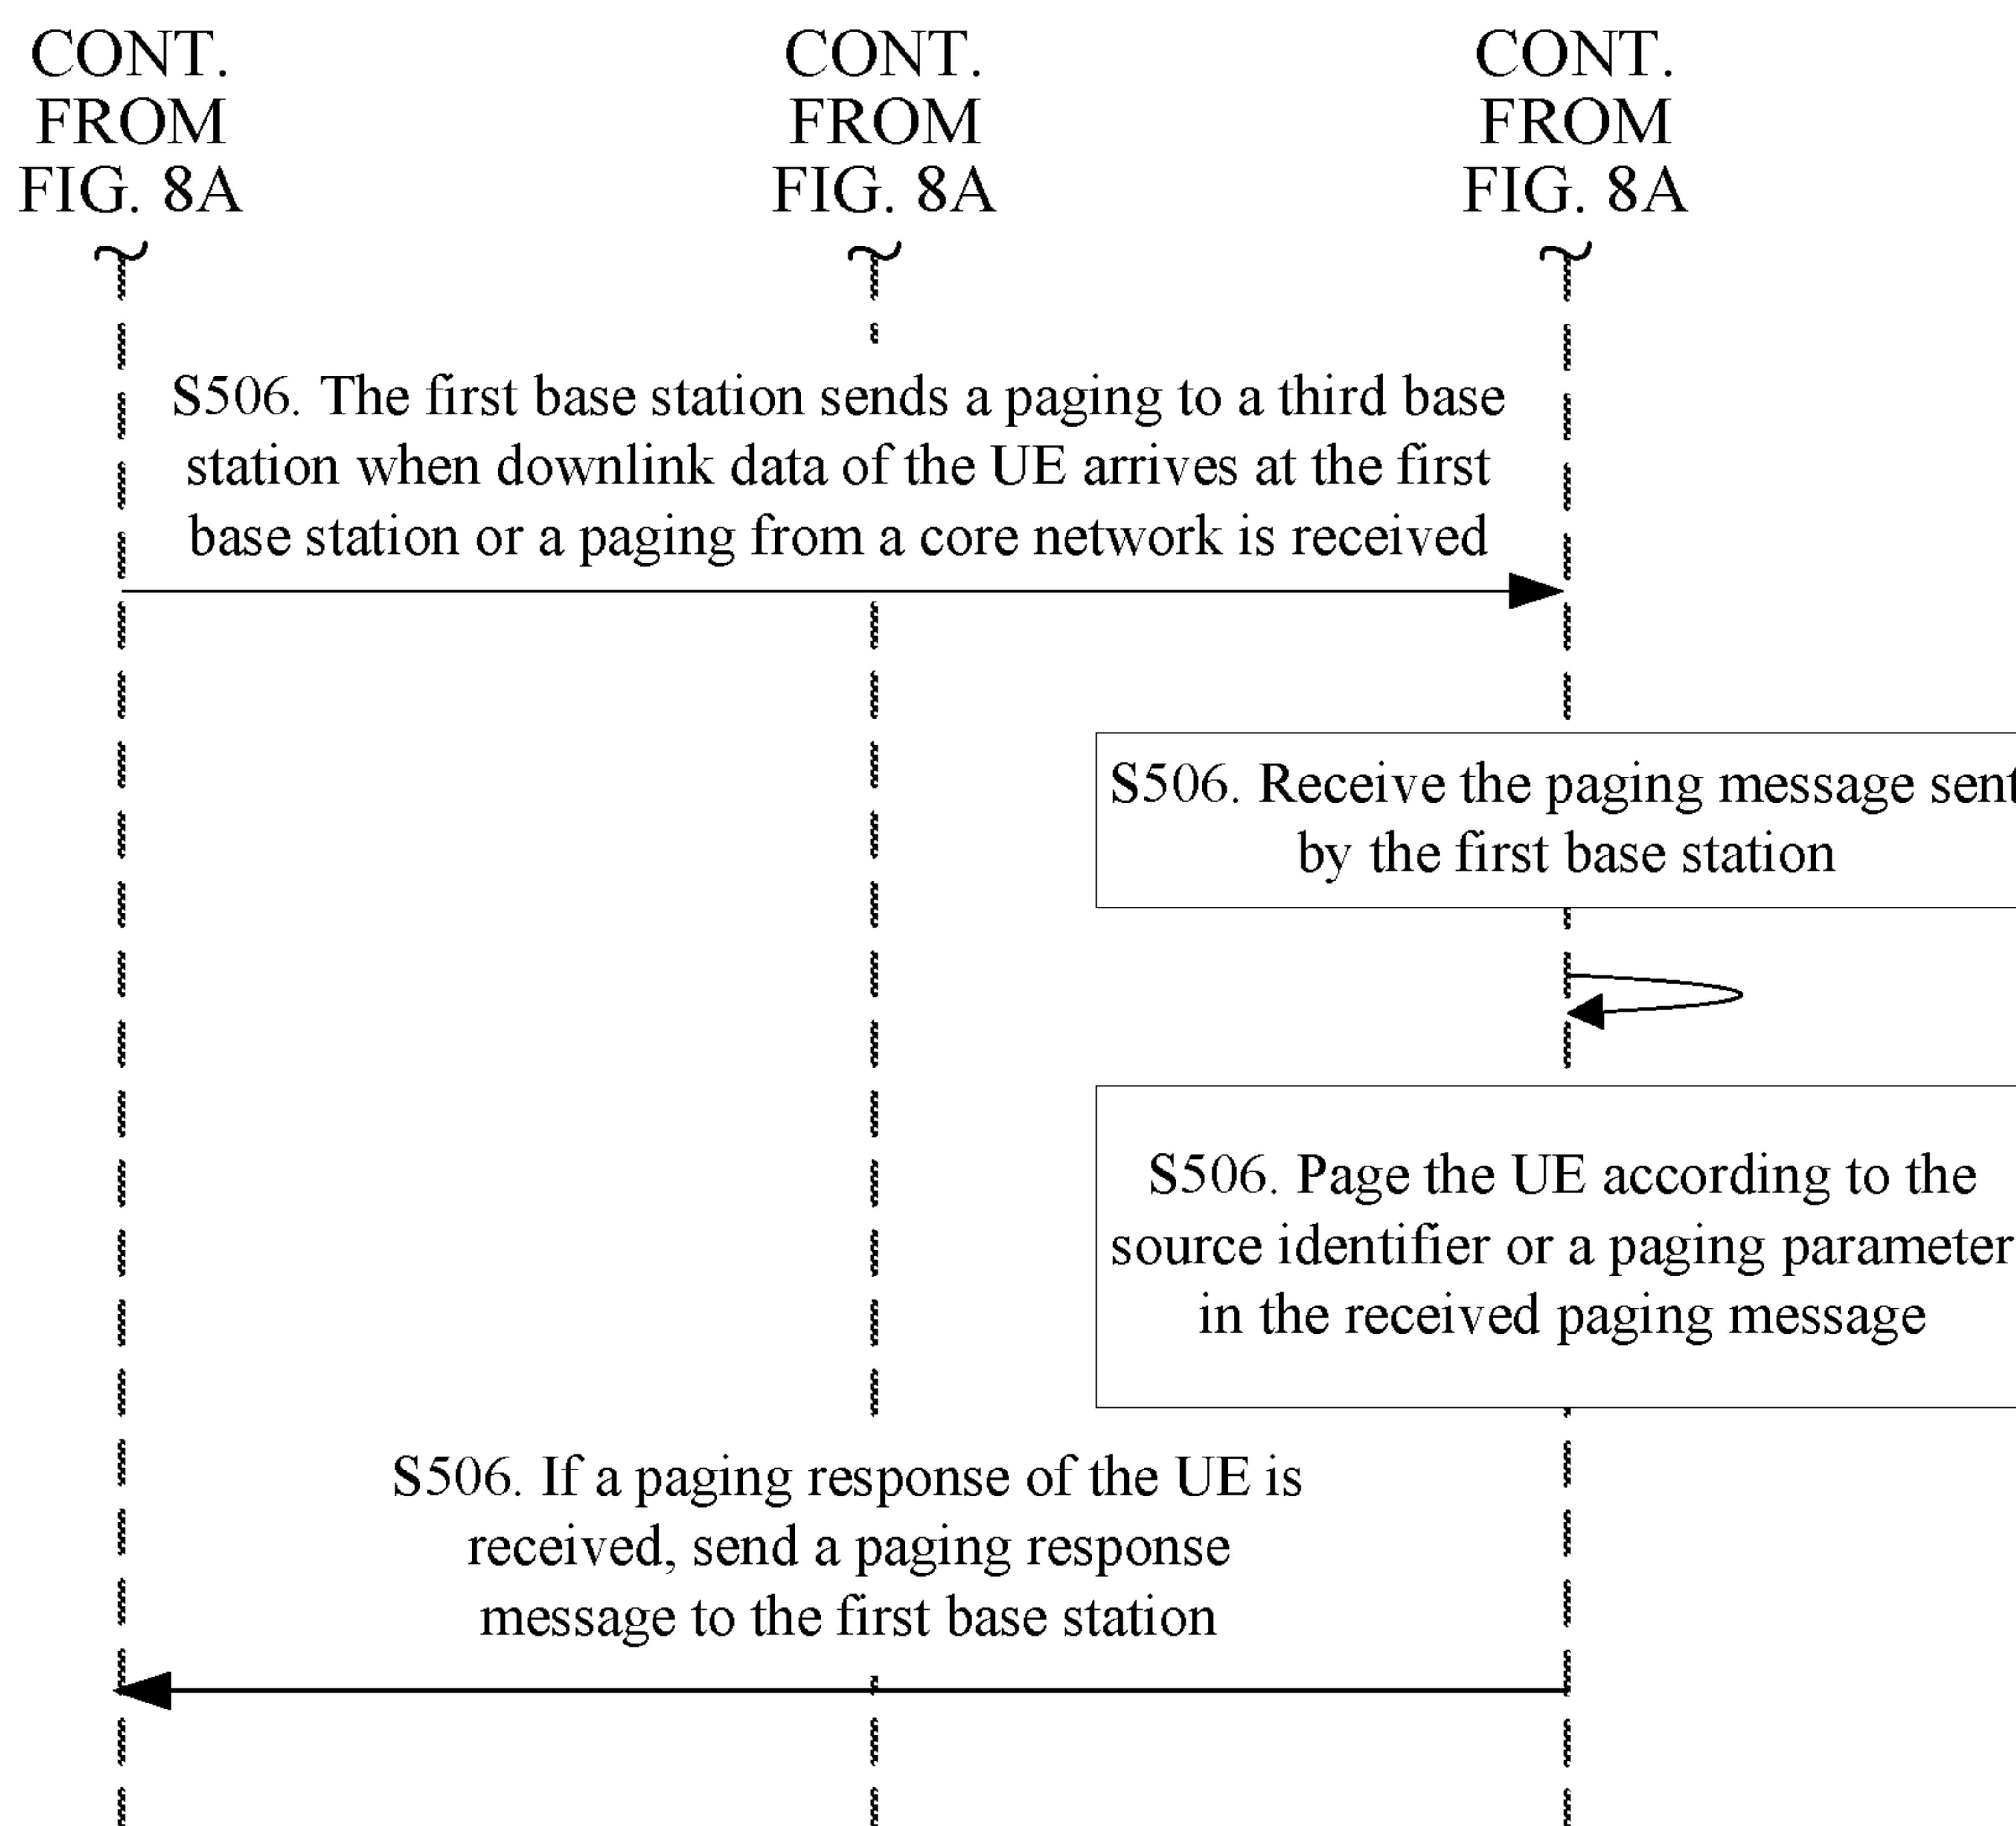 CONT.
FROM
FIG. 8A
CONT.
FROM
FIG. 8A
CONT.
FROM
FIG. 8A
S506. The first base station sends a paging to a third base
station when downlink data of the UE arrives at the first
base station or a paging from a core network is received
S506. Receive the paging message sent
by the first base station
S506. Page the UE according to the
source identifier or a paging parameter
in the received paging message
S506. If a paging response of the UE is
received, send a paging response
message to the first base station